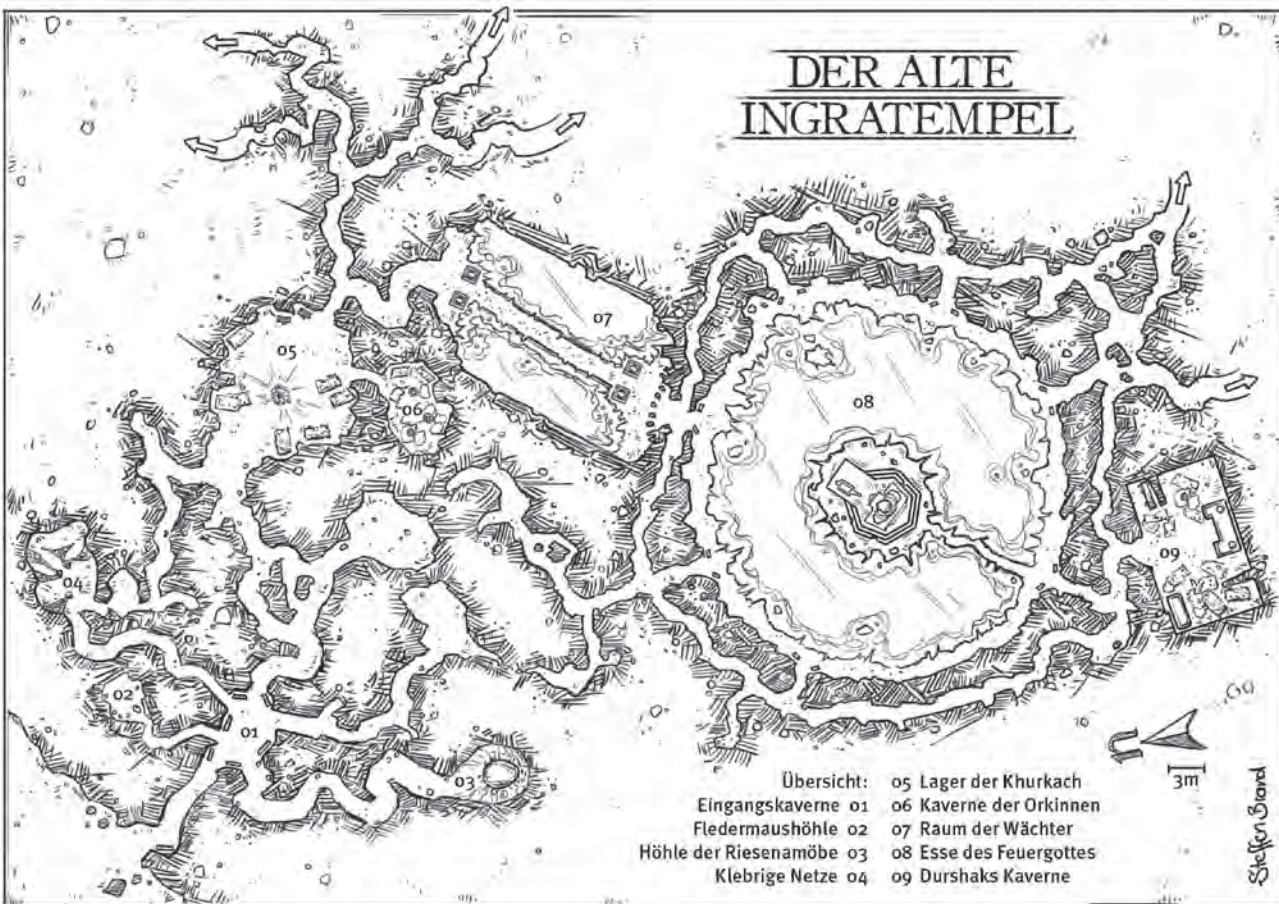 DER ALTE
INGRATEMPEL
07
05
06
08
04
09
02
01
03
N
3m
Übersicht:
Eingangskaverne 01
Fledermaushöhle 02
Höhle der Riesenamöbe 03
Klebrige Netze 04
05 Lager der Khurkach
06 Kaverne der Orkinnen
07 Raum der Wächter
08 Esse des Feuergottes
09 Durshaks Kaverne
Steffen Brand